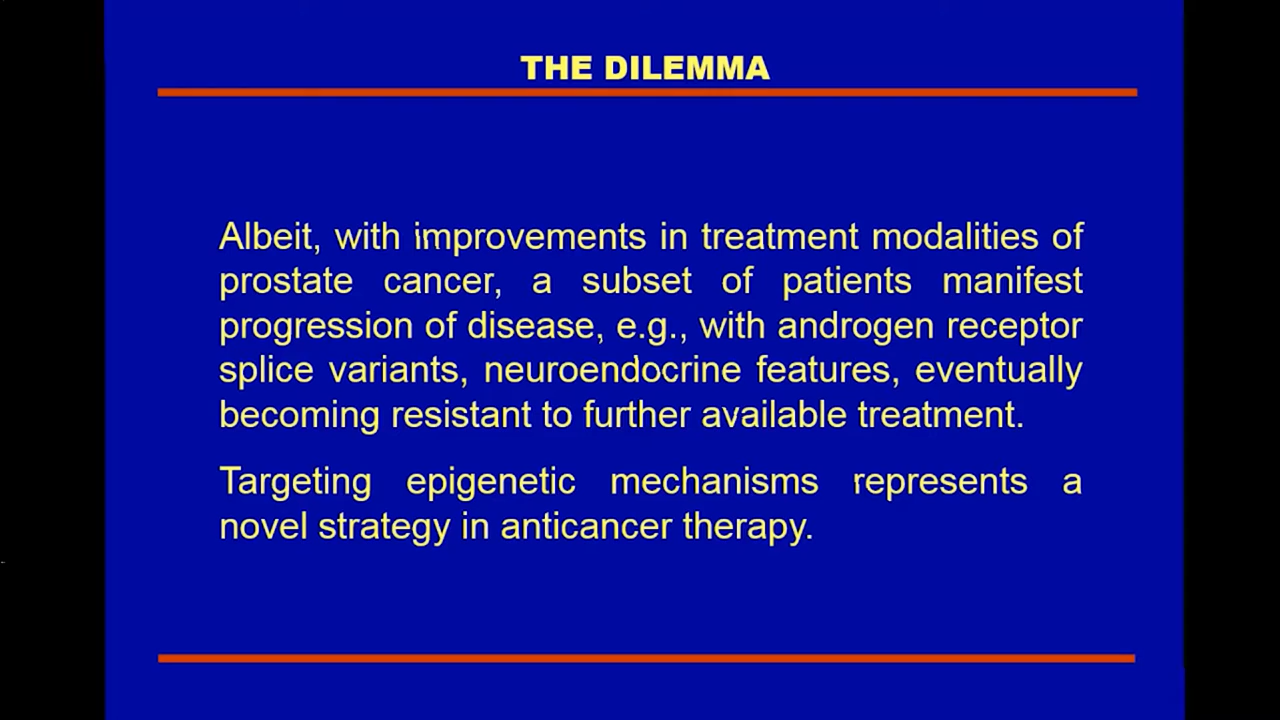 THE DILEMMA
Albeit, with improvements in treatment modalities of
prostate cancer, a subset of patients manifest
progression of disease, e.g., with androgen receptor
splice variants, neuroendocrine features, eventually
becoming resistant to further available treatment.
Targeting epigenetic mechanisms represents a
novel strategy in anticancer therapy.